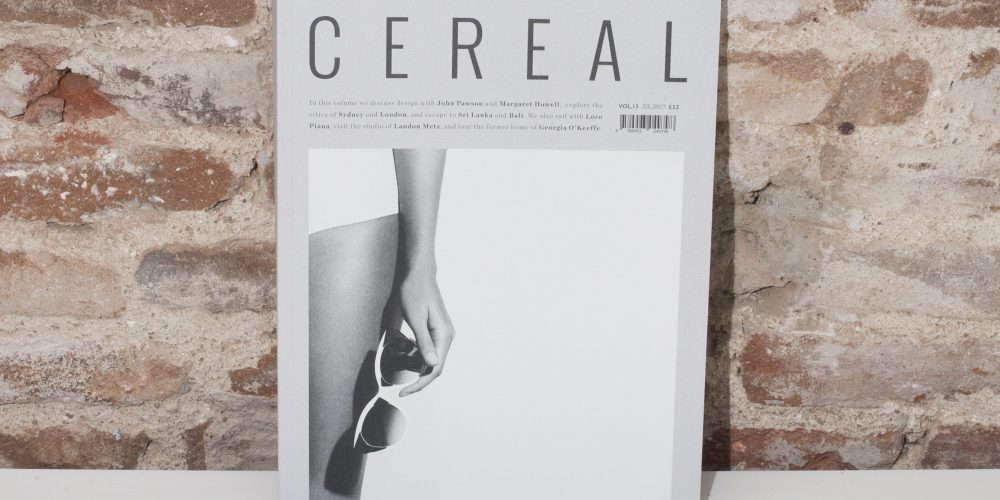 CEREAL
In this volume we discuss design with John Pawson and Margaret Howell, explore the
cities of Sydney and London, and escape to Sri Lanka and Bali. We also sail with Loro
Piana, visit the studio of Landon Metz, and tour the former home of Georgia O'Keeffe.
VOL.13 S/S 2017 £12